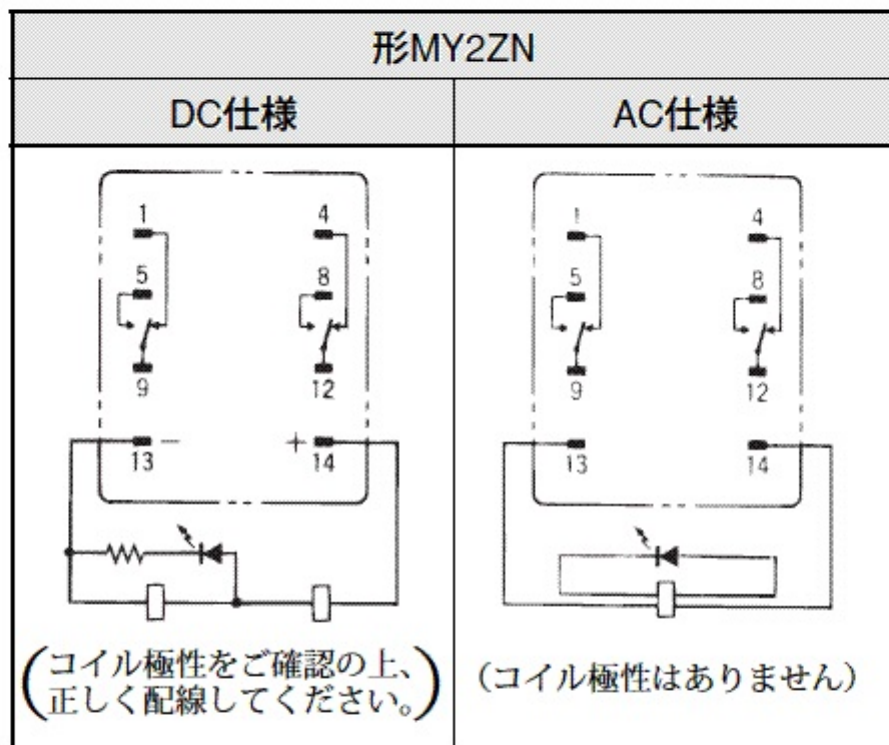 形MY2ZN
DC仕様
AC仕様
1 4
5 8
9 12
− +
13 14
(コイル極性をご確認の上、
正しく配線してください。)
1 4
5 8
9 12
13 14
(コイル極性はありません)